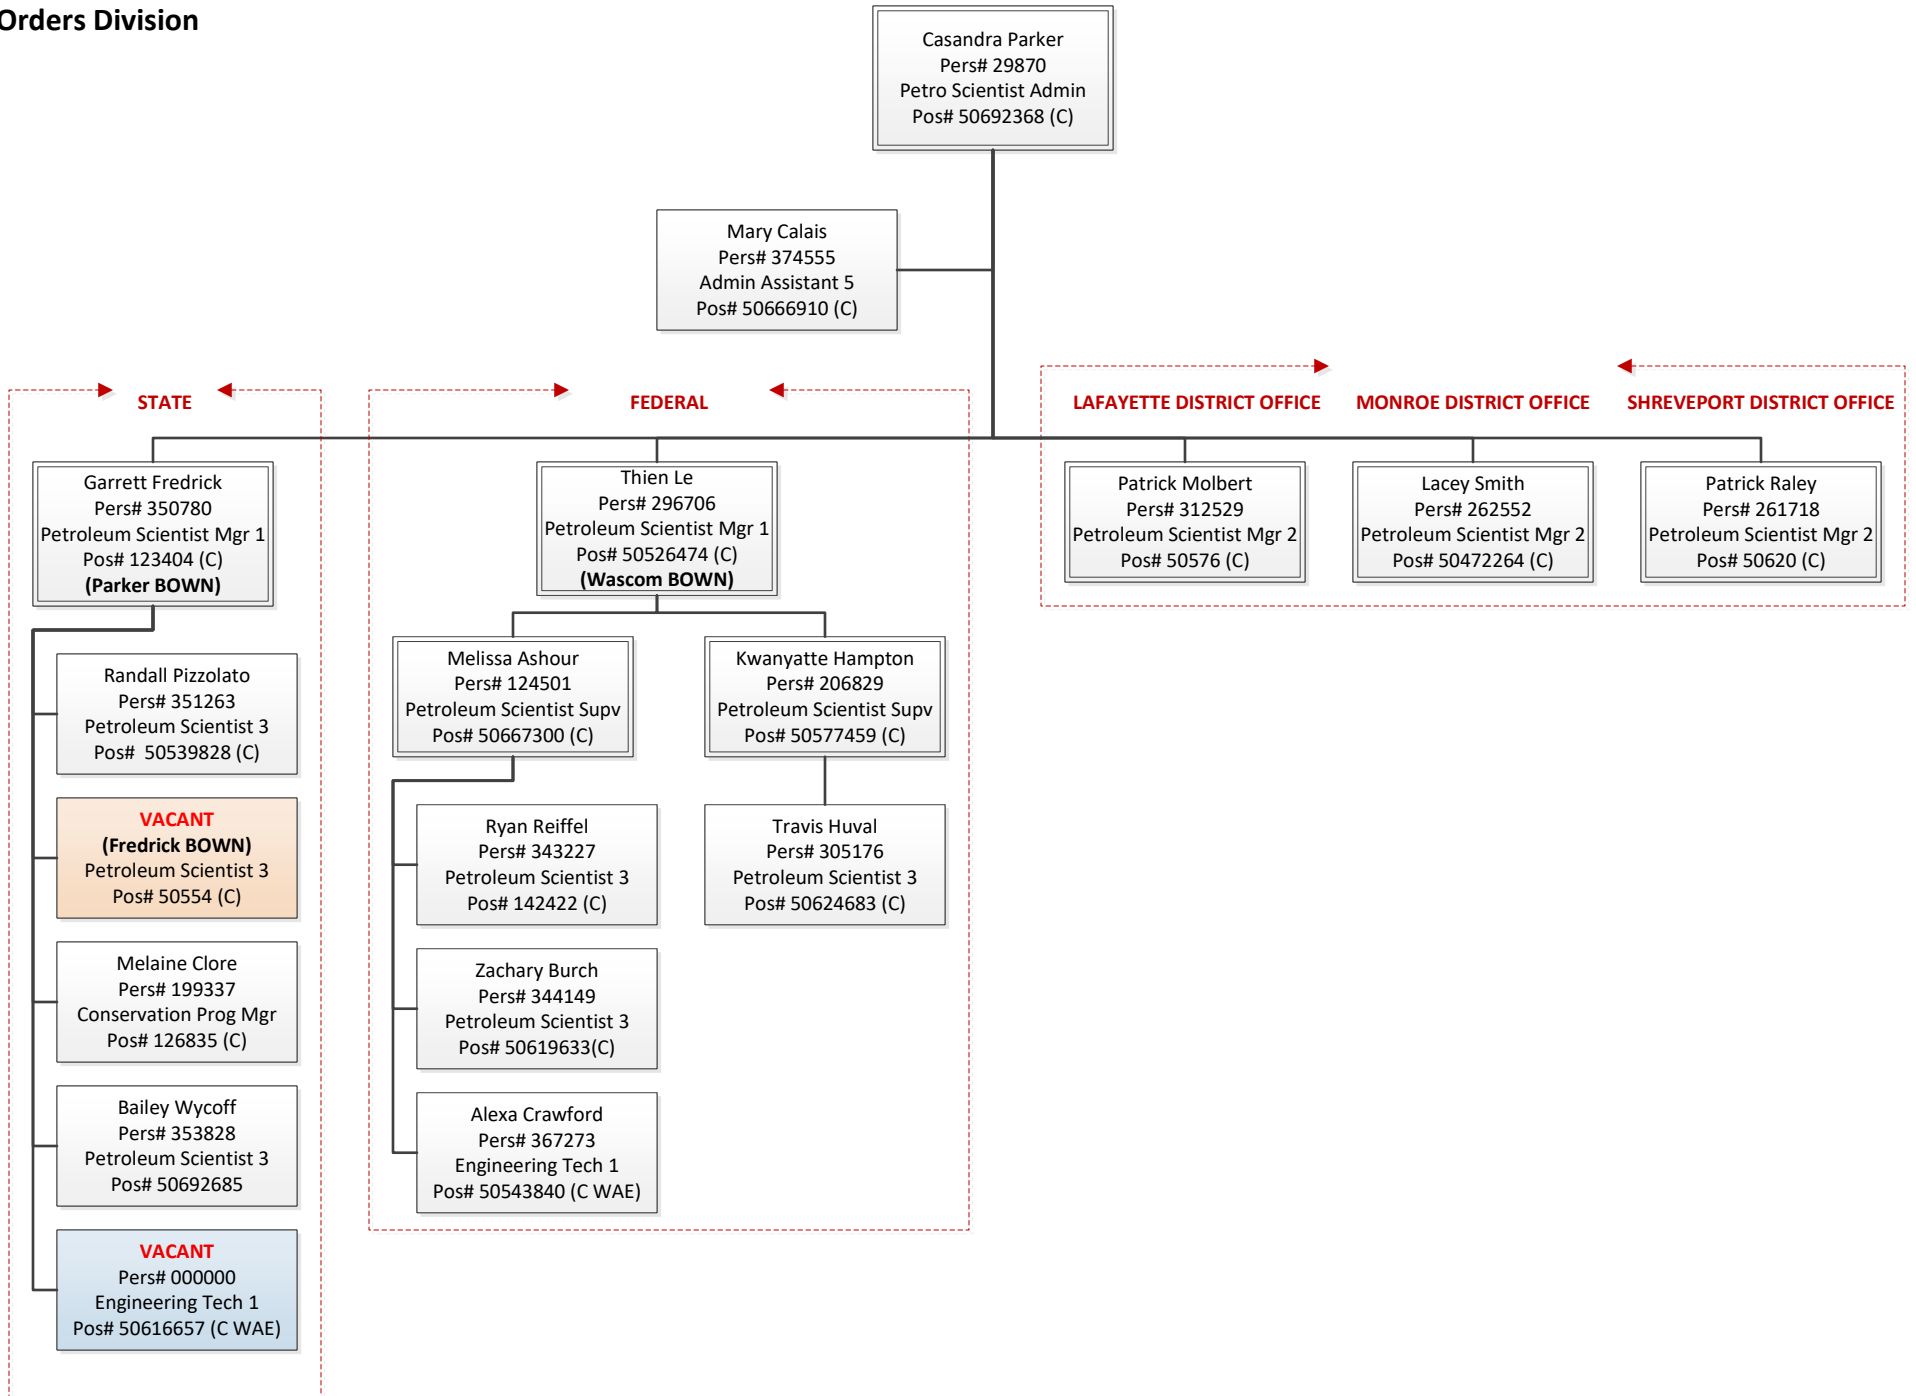 Orders Division
Casandra Parker
Pers# 29870
Petro Scientist Admin
Pos# 50692368 (C)
Mary Calais
Pers# 374555
Admin Assistant 5
Pos# 50666910 (C)
STATE
FEDERAL
LAFAYETTE DISTRICT OFFICE
MONROE DISTRICT OFFICE
SHREVEPORT DISTRICT OFFICE
Garrett Fredrick
Pers# 350780
Petroleum Scientist Mgr 1
Pos# 123404 (C)
(Parker BOWN)
Thien Le
Pers# 296706
Petroleum Scientist Mgr 1
Pos# 50526474 (C)
(Wascom BOWN)
Patrick Molbert
Pers# 312529
Petroleum Scientist Mgr 2
Pos# 50576 (C)
Lacey Smith
Pers# 262552
Petroleum Scientist Mgr 2
Pos# 50472264 (C)
Patrick Raley
Pers# 261718
Petroleum Scientist Mgr 2
Pos# 50620 (C)
Randall Pizzolato
Pers# 351263
Petroleum Scientist 3
Pos#  50539828 (C)
VACANT
(Fredrick BOWN)
Petroleum Scientist 3
Pos# 50554 (C)
Melaine Clore
Pers# 199337
Conservation Prog Mgr
Pos# 126835 (C)
Bailey Wycoff
Pers# 353828
Petroleum Scientist 3
Pos# 50692685
VACANT
Pers# 000000
Engineering Tech 1
Pos# 50616657 (C WAE)
Melissa Ashour
Pers# 124501
Petroleum Scientist Supv
Pos# 50667300 (C)
Ryan Reiffel
Pers# 343227
Petroleum Scientist 3
Pos# 142422 (C)
Zachary Burch
Pers# 344149
Petroleum Scientist 3
Pos# 50619633(C)
Alexa Crawford
Pers# 367273
Engineering Tech 1
Pos# 50543840 (C WAE)
Kwanyatte Hampton
Pers# 206829
Petroleum Scientist Supv
Pos# 50577459 (C)
Travis Huval
Pers# 305176
Petroleum Scientist 3
Pos# 50624683 (C)